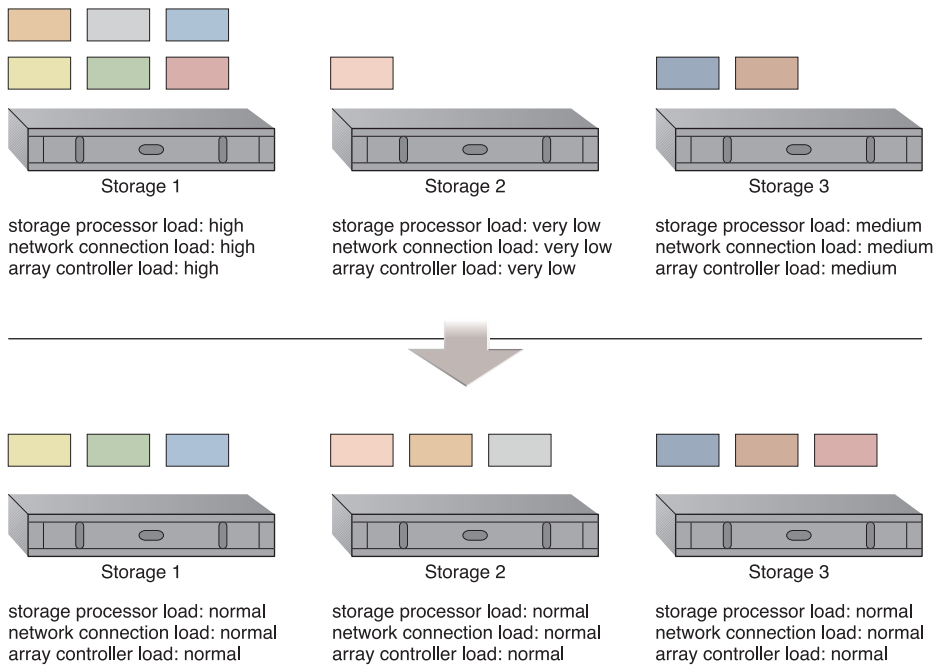 Storage 1
storage processor load: high
network connection load: high
array controller load: high
Storage 2
storage processor load: very low
network connection load: very low
array controller load: very low
Storage 3
storage processor load: medium
network connection load: medium
array controller load: medium
Storage 1
storage processor load: normal
network connection load: normal
array controller load: normal
Storage 2
storage processor load: normal
network connection load: normal
array controller load: normal
Storage 3
storage processor load: normal
network connection load: normal
array controller load: normal